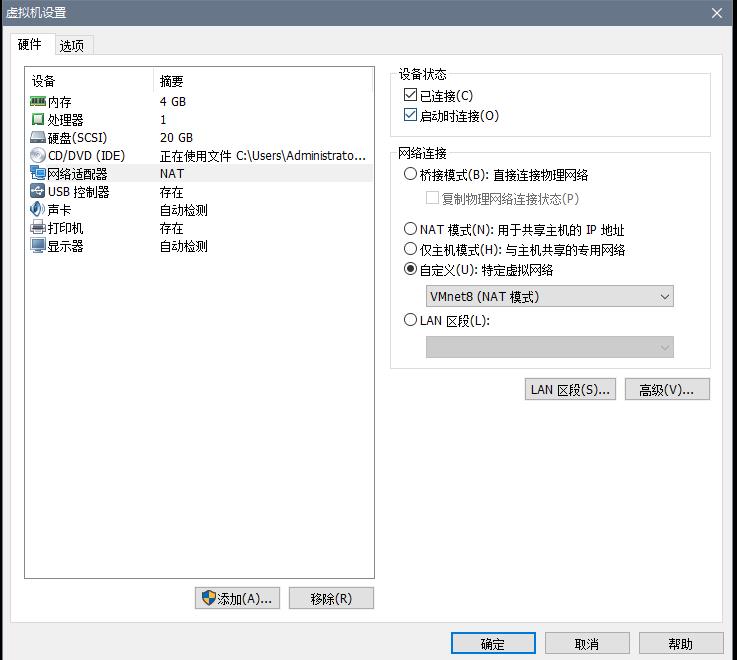 虚拟机设置
硬件 选项
设备 摘要
内存 4 GB
处理器 1
硬盘(SCSI) 20 GB
CD/DVD (IDE) 正在使用文件 C:\Users\Administrato...
网络适配器 NAT
USB 控制器 存在
声卡 自动检测
打印机 存在
显示器 自动检测
添加(A)... 移除(R)
设备状态
已连接(C)
启动时连接(O)
网络连接
桥接模式(B): 直接连接物理网络
复制物理网络连接状态(P)
NAT 模式(N): 用于共享主机的 IP 地址
仅主机模式(H): 与主机共享的专用网络
自定义(U): 特定虚拟网络
VMnet8 (NAT 模式)
LAN 区段(L):
LAN 区段(S)... 高级(V)...
确定 取消 帮助